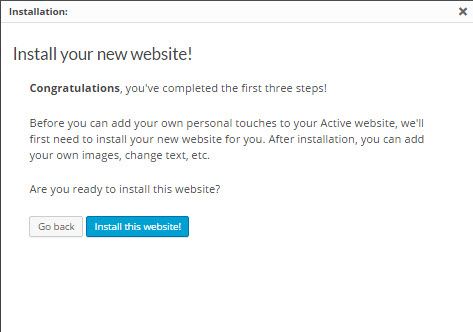 Installation:
Install your new website!
Congratulations, you've completed the first three steps!
Before you can add your own personal touches to your Active website, we'll
first need to install your new website for you. After installation, you can add
your own images, change text, etc.
Are you ready to install this website?
Go back Install this website!